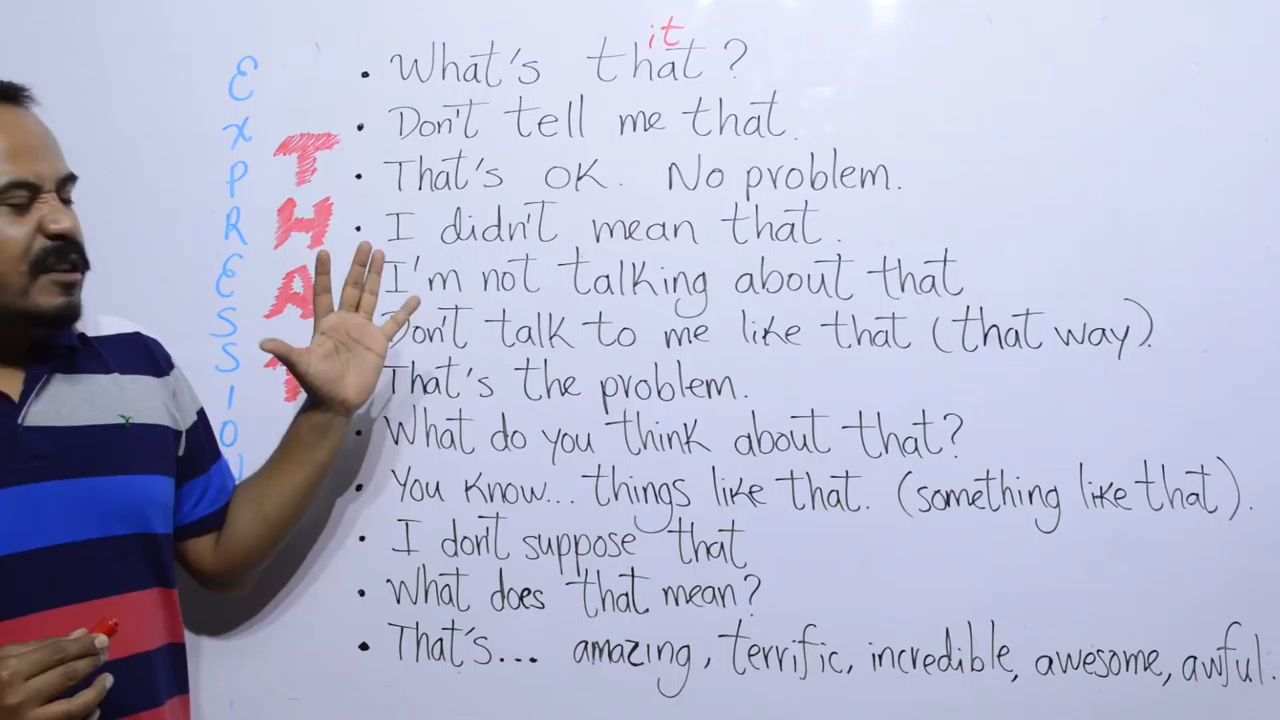 EXPRESSION
THAT
it
• What's that?
• Don't tell me that.
• That's OK. No problem.
• I didn't mean that.
I'm not talking about that
Don't talk to me like that (that way).
That's the problem.
• What do you think about that?
• You know... things like that. (something like that).
• I don't suppose that
• What does that mean?
• That's... amazing, terrific, incredible, awesome, awful.